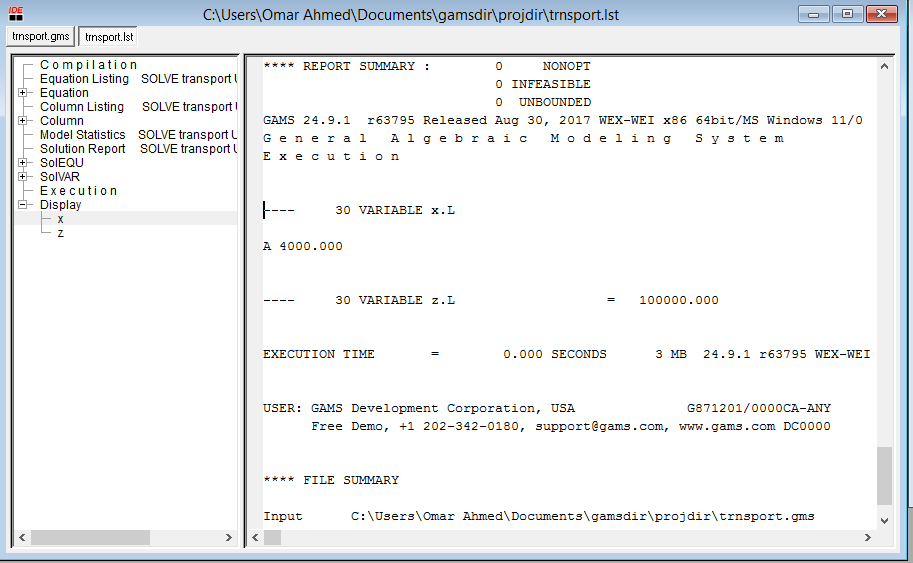 IDE
C:\Users\Omar Ahmed\Documents\gamsdir\projdir\trnsport.lst
trnsport.gms trnsport.lst
C o m p i l a t i o n
Equation Listing SOLVE transport U
Equation
Column Listing SOLVE transport U
Column
Model Statistics SOLVE transport U
Solution Report SOLVE transport U
SolEQU
SolVAR
E x e c u t i o n
Display
x
z
**** REPORT SUMMARY : 0 NONOPT
0 INFEASIBLE
0 UNBOUNDED
GAMS 24.9.1 r63795 Released Aug 30, 2017 WEX-WEI x86 64bit/MS Windows 11/0
G e n e r a l A l g e b r a i c M o d e l i n g S y s t e m
E x e c u t i o n
---- 30 VARIABLE x.L
A 4000.000
---- 30 VARIABLE z.L = 100000.000
EXECUTION TIME = 0.000 SECONDS 3 MB 24.9.1 r63795 WEX-WEI
USER: GAMS Development Corporation, USA G871201/0000CA-ANY
Free Demo, +1 202-342-0180, support@gams.com, www.gams.com DC0000
**** FILE SUMMARY
Input C:\Users\Omar Ahmed\Documents\gamsdir\projdir\trnsport.gms